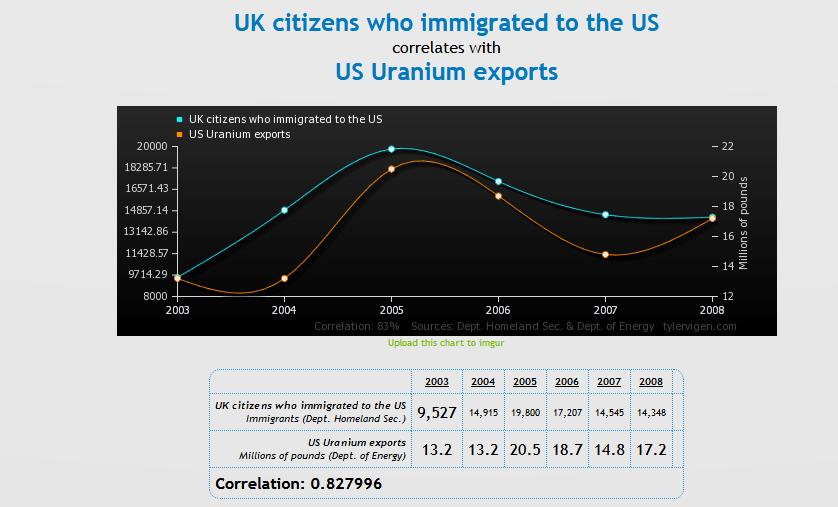 UK citizens who immigrated to the US
correlates with
US Uranium exports
UK citizens who immigrated to the US
US Uranium exports
20000
18285.71
16571.43
14857.14
13142.86
11428.57
9714.29
8000
22
20
18
16
14
12
Millions of pounds
2003 2004 2005 2006 2007 2008
Correlation: 83% Sources: Dept. Homeland Sec. & Dept. of Energy tylervigen.com
Upload this chart to imgur
2003 2004 2005 2006 2007 2008
UK citizens who immigrated to the US
Immigrants (Dept. Homeland Sec.)
9,527 14,915 19,800 17,207 14,545 14,348
US Uranium exports
Millions of pounds (Dept. of Energy)
13.2 13.2 20.5 18.7 14.8 17.2
Correlation: 0.827996